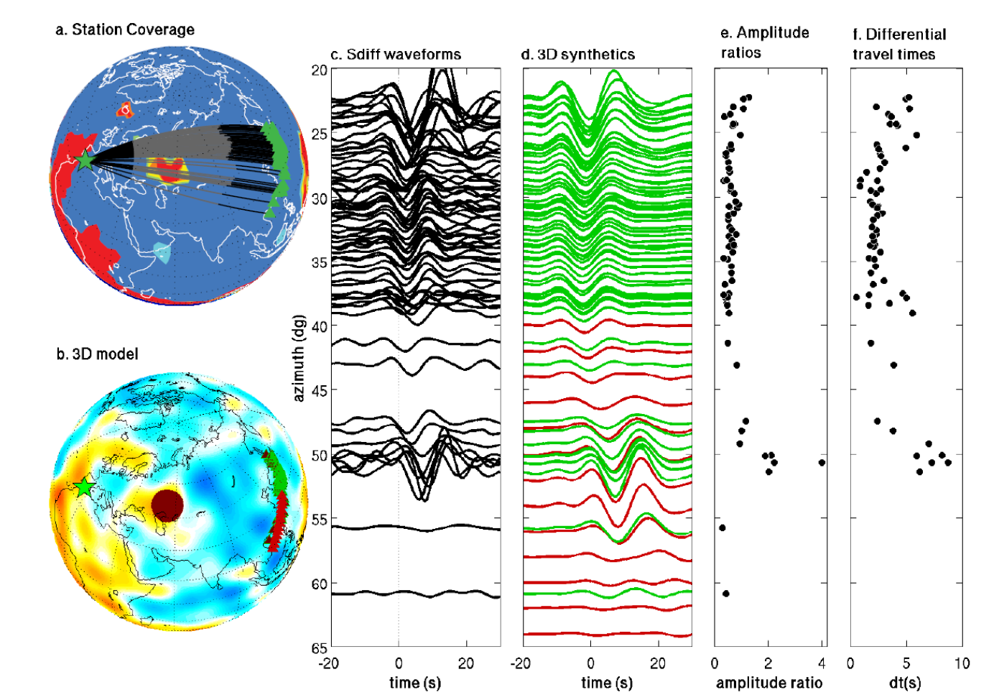 a. Station Coverage
b. 3D model
c. Sdiff waveforms
d. 3D synthetics
e. Amplitude
ratios
f. Differential
travel times
azimuth (dg)
20
25
30
35
40
45
50
55
60
65
-20 0 20
time (s)
-20 0 20
time (s)
0 2 4
amplitude ratio
0 5 10
dt(s)